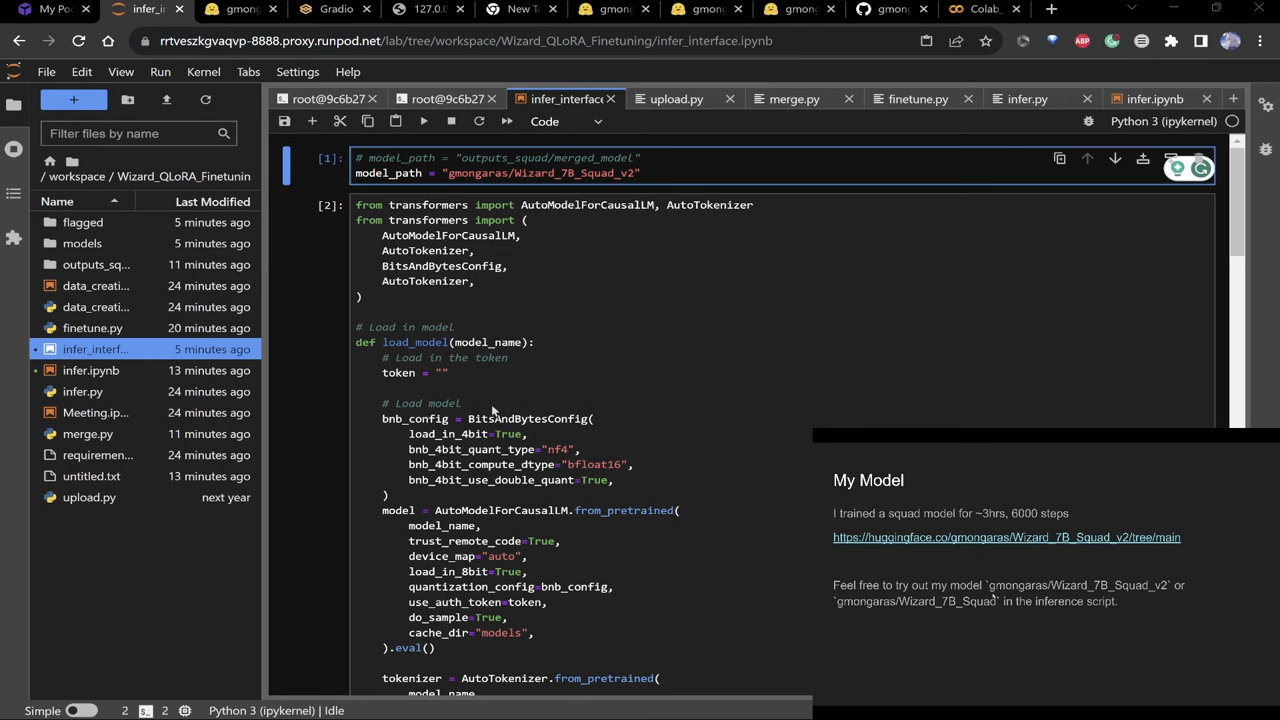 My Po
infer_in
gmong
Gradio
127.0.
New Ta
gmong
gmong
gmong
gmong
Colab_
rrtveszkgvaqvp-8888.proxy.runpod.net/lab/tree/workspace/Wizard_QLoRA_Finetuning/infer_interface.ipynb
ABP
File Edit View Run Kernel Tabs Settings Help
root@9c6b27
root@9c6b27
infer_interface
upload.py
merge.py
finetune.py
infer.py
infer.ipynb
Code
Python 3 (ipykernel)
Filter files by name
/ workspace / Wizard_QLoRA_Finetunin
Name Last Modified
flagged 5 minutes ago
models 5 minutes ago
outputs_sq... 11 minutes ago
data_creati... 24 minutes ago
data_creati... 24 minutes ago
finetune.py 20 minutes ago
infer_interf... 5 minutes ago
infer.ipynb 13 minutes ago
infer.py 24 minutes ago
Meeting.ip... 24 minutes ago
merge.py 11 minutes ago
requiremen... 24 minutes ago
untitled.txt 13 minutes ago
upload.py next year
[1]: # model_path = "outputs_squad/merged_model"
model_path = "gmongaras/Wizard_7B_Squad_v2"
[2]: from transformers import AutoModelForCausalLM, AutoTokenizer
from transformers import (
AutoModelForCausalLM,
AutoTokenizer,
BitsAndBytesConfig,
AutoTokenizer,
)
# Load in model
def load_model(model_name):
# Load in the token
token = ""
# Load model
bnb_config = BitsAndBytesConfig(
load_in_4bit=True,
bnb_4bit_quant_type="nf4",
bnb_4bit_compute_dtype="bfloat16",
bnb_4bit_use_double_quant=True,
)
model = AutoModelForCausalLM.from_pretrained(
model_name,
trust_remote_code=True,
device_map="auto",
load_in_8bit=True,
quantization_config=bnb_config,
use_auth_token=token,
do_sample=True,
cache_dir="models",
).eval()
tokenizer = AutoTokenizer.from_pretrained(
model_name,
My Model
I trained a squad model for ~3hrs, 6000 steps
https://huggingface.co/gmongaras/Wizard_7B_Squad_v2/tree/main
Feel free to try out my model `gmongaras/Wizard_7B_Squad_v2` or
`gmongaras/Wizard_7B_Squad` in the inference script.
Simple 2 2 Python 3 (ipykernel) | Idle